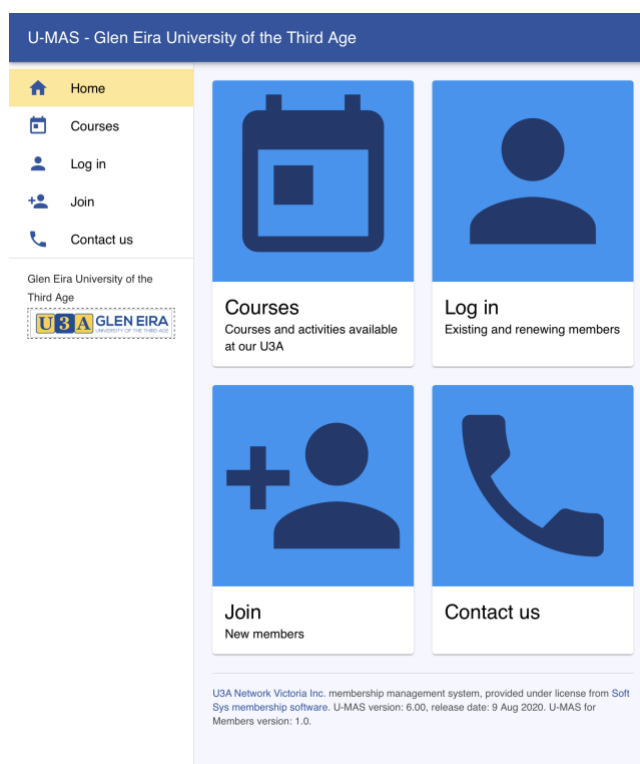 U-MAS - Glen Eira University of the Third Age
Home
Courses
Log in
Join
Contact us
Glen Eira University of the
Third Age
U3A GLEN EIRA
UNIVERSITY OF THE THIRD AGE
Courses
Courses and activities available
at our U3A
Log in
Existing and renewing members
Join
New members
Contact us
U3A Network Victoria Inc. membership management system, provided under license from Soft
Sys membership software. U-MAS version: 6.00, release date: 9 Aug 2020. U-MAS for
Members version: 1.0.